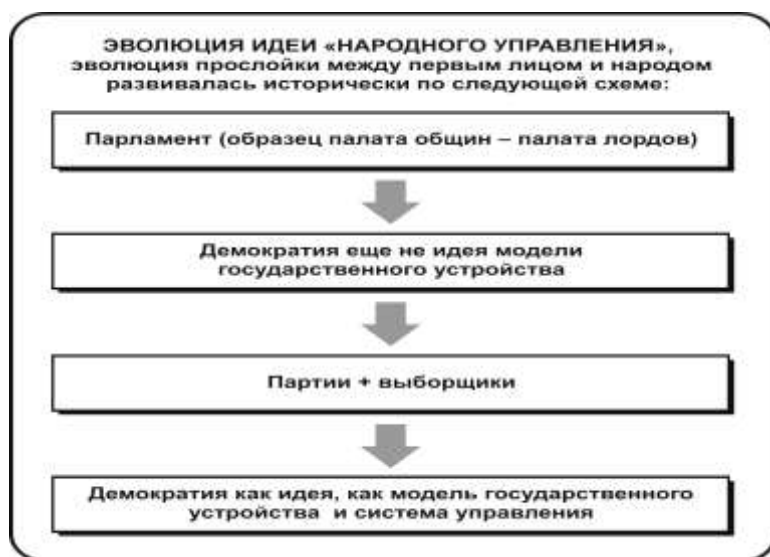 ЭВОЛЮЦИЯ ИДЕИ «НАРОДНОГО УПРАВЛЕНИЯ»,
эволюция прослойки между первым лицом и народом
развивалась исторически по следующей схеме:
Парламент (образец палата общин – палата лордов)
Демократия еще не идея модели
государственного устройства
Партии + выборщики
Демократия как идея, как модель государственного
устройства и система управления